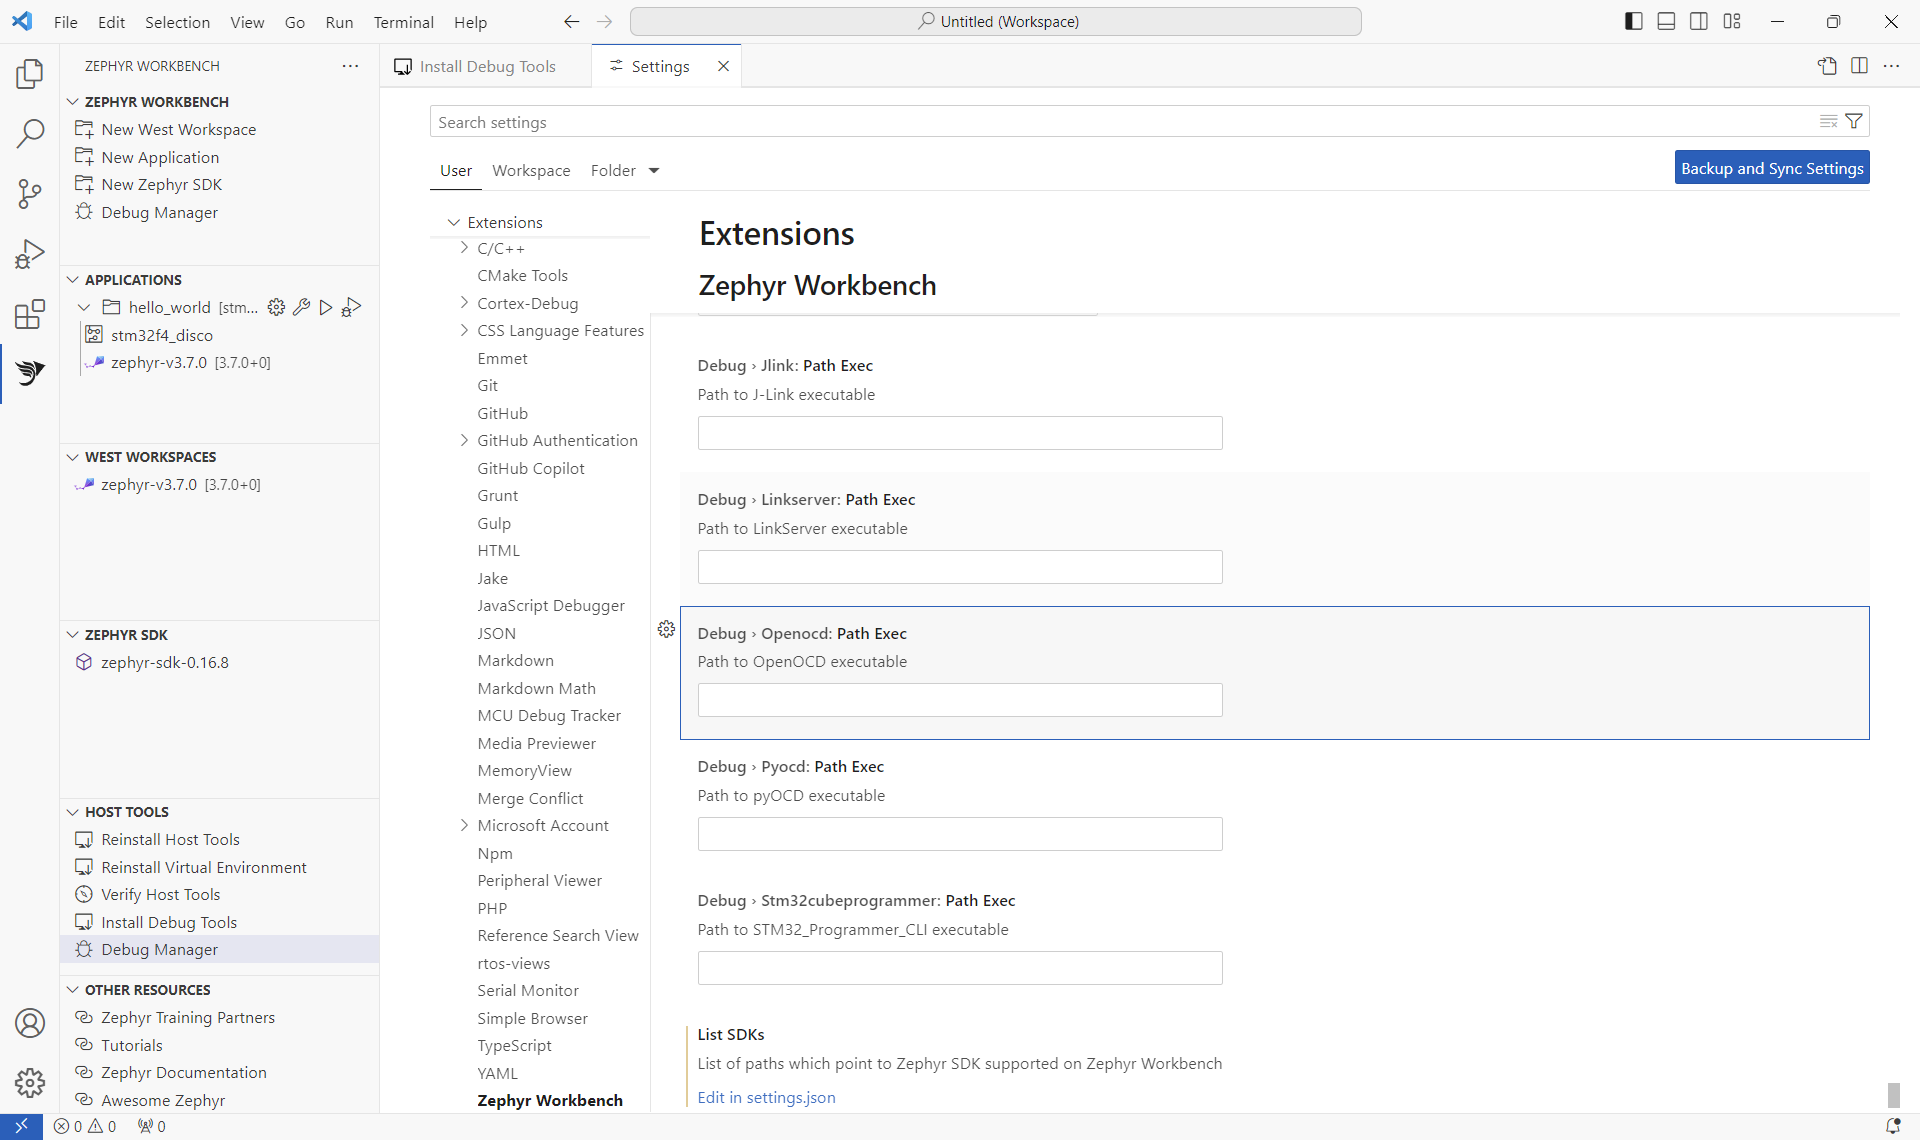 File Edit Selection View Go Run Terminal Help
Untitled (Workspace)
ZEPHYR WORKBENCH
ZEPHYR WORKBENCH
New West Workspace
New Application
New Zephyr SDK
Debug Manager
APPLICATIONS
hello_world [stm...
stm32f4_disco
zephyr-v3.7.0 [3.7.0+0]
WEST WORKSPACES
zephyr-v3.7.0 [3.7.0+0]
ZEPHYR SDK
zephyr-sdk-0.16.8
HOST TOOLS
Reinstall Host Tools
Reinstall Virtual Environment
Verify Host Tools
Install Debug Tools
Debug Manager
OTHER RESOURCES
Zephyr Training Partners
Tutorials
Zephyr Documentation
Awesome Zephyr
Install Debug Tools
Settings
Search settings
User Workspace Folder
Backup and Sync Settings
Extensions
C/C++
CMake Tools
Cortex-Debug
CSS Language Features
Emmet
Git
GitHub
GitHub Authentication
GitHub Copilot
Grunt
Gulp
HTML
Jake
JavaScript Debugger
JSON
Markdown
Markdown Math
MCU Debug Tracker
Media Previewer
MemoryView
Merge Conflict
Microsoft Account
Npm
Peripheral Viewer
PHP
Reference Search View
rtos-views
Serial Monitor
Simple Browser
TypeScript
YAML
Zephyr Workbench
Extensions
Zephyr Workbench
Debug › Jlink: Path Exec
Path to J-Link executable
Debug › Linkserver: Path Exec
Path to LinkServer executable
Debug › Openocd: Path Exec
Path to OpenOCD executable
Debug › Pyocd: Path Exec
Path to pyOCD executable
Debug › Stm32cubeprogrammer: Path Exec
Path to STM32_Programmer_CLI executable
List SDKs
List of paths which point to Zephyr SDK supported on Zephyr Workbench
Edit in settings.json
0 0 0